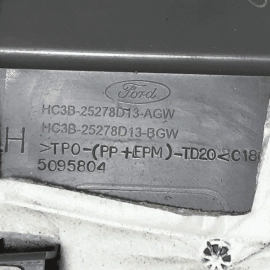 Ford
HC3B-25278D13-AGW
HC3B-25278D13-BGW
H
>TPO-(PP+EPM)-TD20<
5095804